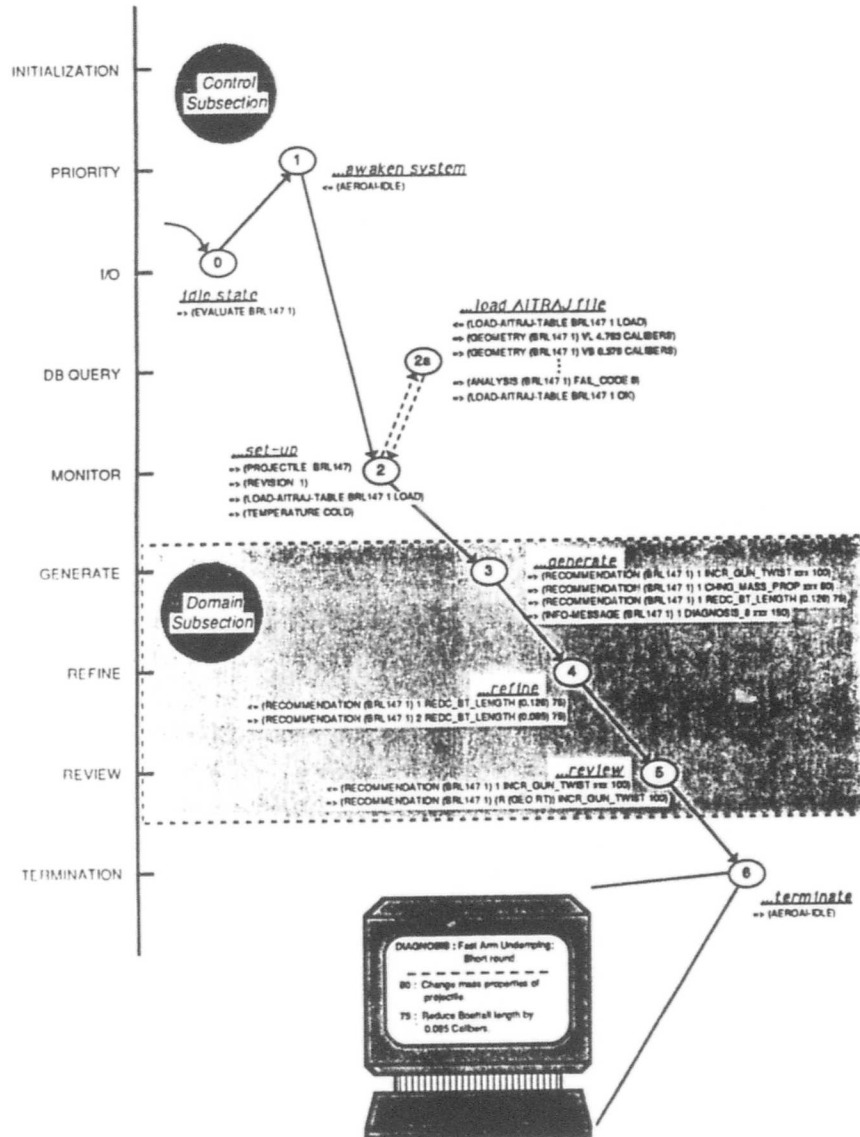 INITIALIZATION
Control
Subsection
1
...awaken system
PRIORITY
<= (AEROAI-IDLE)
0
I/O
idle state
=> (EVALUATE BRL147 1)
...load AITRAJ file
<= (LOAD-AITRAJ-TABLE BRL147 1 LOAD)
=> (GEOMETRY (BRL147 1) VL 4.783 CALIBERS)
=> (GEOMETRY (BRL147 1) VB CALIBERS)
2a
DB QUERY
=> (ANALYSIS (BRL147 1) FAIL_CODE
=> (LOAD-AITRAJ-TABLE BRL147 1 OK)
...set-up
=> (PROJECTILE BRL147)
2
MONITOR
=> (REVISION 1)
=> (LOAD-AITRAJ-TABLE BRL147 1 LOAD)
=> (TEMPERATURE COLD)
...generate
GENERATE
3
=> (RECOMMENDATION (BRL147 1) 1 INCR_GUN_TWIST xxx 100)
=> (RECOMMENDATION (BRL147 1) 1 CHNG_MASS_PROP xxx 80)
=> (RECOMMENDATION (BRL147 1) 1 REDC_BT_LENGTH (0.126) 75)
=> (INFO-MESSAGE (BRL147 1) 1 DIAGNOSIS_8 xxx 150)
Domain
Subsection
REFINE
4
...refine
<= (RECOMMENDATION (BRL147 1) 1 REDC_BT_LENGTH (0.126) 75)
=> (RECOMMENDATION (BRL147 1) 2 REDC_BT_LENGTH (0.095) 75)
REVIEW
...review
5
<= (RECOMMENDATION (BRL147 1) 1 INCR_GUN_TWIST xxx 100)
=> (RECOMMENDATION (BRL147 1) (R (GEO RT)) INCR_GUN_TWIST 100)
TERMINATION
6
...terminate
=> (AEROAI-IDLE)
DIAGNOSIS : Fast Arm Undamping:
Short round
80 : Change mass properties of
projectile
75 : Reduce Boattail length by
0.095 Calibers.